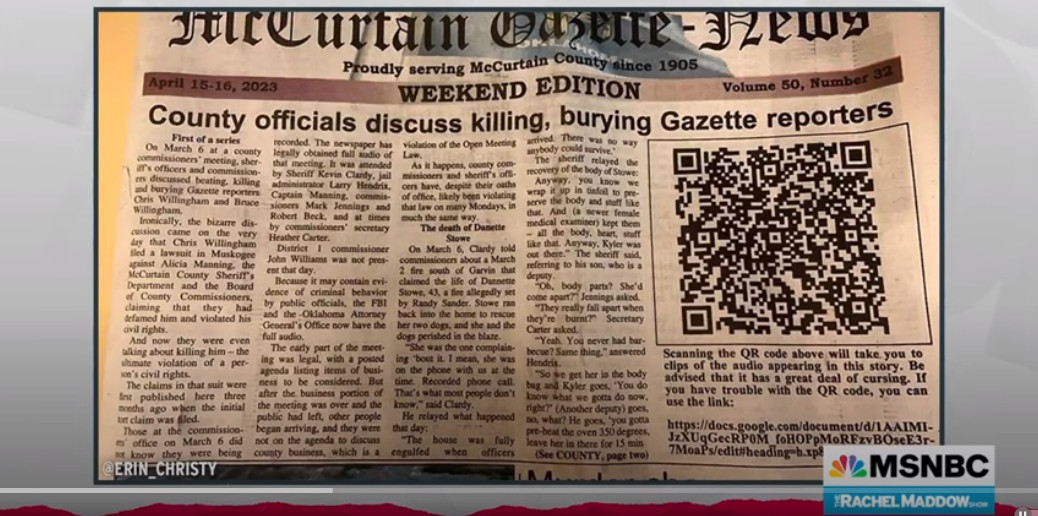 McCurtain Gazette-News
Proudly serving McCurtain County since 1905
April 15-16, 2023
WEEKEND EDITION
Volume 50, Number 32
County officials discuss killing, burying Gazette reporters
First of a series
On March 6 at a county
commissioners' meeting, sher-
iff's officers and commission-
ers discussed beating, killing
and burying Gazette reporters
Chris Willingham and Bruce
Willingham.
Ironically, the bizarre dis-
cussion came on the very
day that Chris Willingham
filed a lawsuit in Muskogee
against Alicia Manning, the
McCurtain County Sheriff's
Department and the Board
of County Commissioners,
claiming that they had
defamed him and violated his
civil rights.
And now they were even
talking about killing him – the
ultimate violation of a per-
son's civil rights.
The claims in that suit were
first published here three
months ago when the initial
tort claim was filed.
Those at the commission-
ers' office on March 6 did
not know they were being
recorded. The newspaper has
legally obtained full audio of
that meeting. It was attended
by Sheriff Kevin Clardy, jail
administrator Larry Hendrix,
Captain Manning, commis-
sioners Mark Jennings and
Robert Beck, and at times
by commissioners' secretary
Heather Carter.
District 1 commissioner
John Williams was not pres-
ent that day.
Because it may contain evi-
dence of criminal behavior
by public officials, the FBI
and the Oklahoma Attorney
General's Office now have the
full audio.
The early part of the meet-
ing was legal, with a posted
agenda listing items of busi-
ness to be considered. But
after the business portion of
the meeting was over and the
public had left, other people
began arriving, and they were
not on the agenda to discuss
county business, which is a
violation of the Open Meeting
Law.
As it happens, county com-
missioners and sheriff's offi-
cers have, despite their oaths
of office, likely been violating
that law on many Mondays, in
much the same way.
The death of Danette
Stowe
On March 6, Clardy told
commissioners about a March
2 fire south of Garvin that
claimed the life of Dannette
Stowe, 43, a fire allegedly set
by Randy Sander. Stowe ran
back into the home to rescue
her two dogs, and she and the
dogs perished in the blaze.
"She was the one complain-
ing 'bout it. I mean, she was
on the phone with us at the
time. Recorded phone call.
That's what most people don't
know," said Clardy.
He relayed what happened
that day:
"The house was fully
engulfed when officers
arrived. There was no way
anybody could survive.'
The sheriff relayed the
recovery of the body of Stowe:
Anyway, you know we
wrap it up in tinfoil to pre-
serve the body and stuff like
that. And (a newer female
medical examiner) kept them
– all the body, heart, stuff
like that. Anyway, Kyler was
out there." The sheriff said,
referring to his son, who is a
deputy.
"Oh, body parts? She'd
come apart?" Jennings asked.
"They really fall apart when
they're burnt?" Secretary
Carter asked.
"Yeah. You never had bar-
becue? Same thing," answered
Hendrix.
"So we get her in the body
bag and Kyler goes, 'You do
know what we gotta do now,
right?' (Another deputy) goes,
no, what? He goes, 'you gotta
pre-heat the oven 350 degrees,
leave her in there for 15 min
(See COUNTY, page two)
Scanning the QR code above will take you to
clips of the audio appearing in this story. Be
advised that it has a great deal of cursing. If
you have trouble with the QR code, you can
use the link:
https://docs.google.com/document/d/1AAIMI-
JzXUqGecRP0M_foHOPpMoRFzvBOseE3r-
7MoaPs/edit#heading=h.xp8
@ERIN_CHRISTY
MSNBC
THE RACHEL MADDOW SHOW